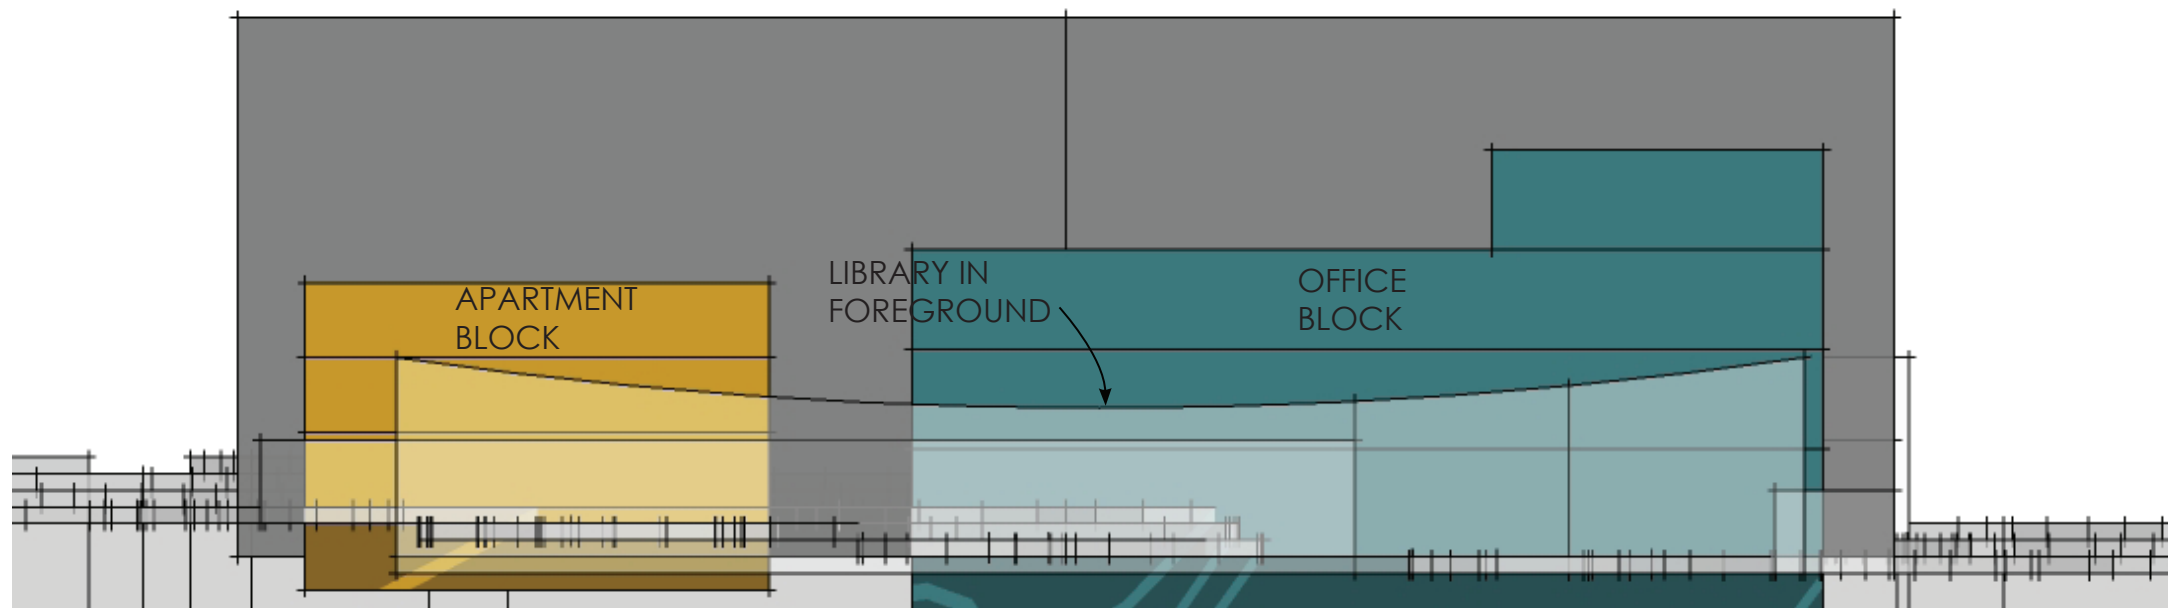 APARTMENT
BLOCK
LIBRARY IN
FOREGROUND
OFFICE
BLOCK